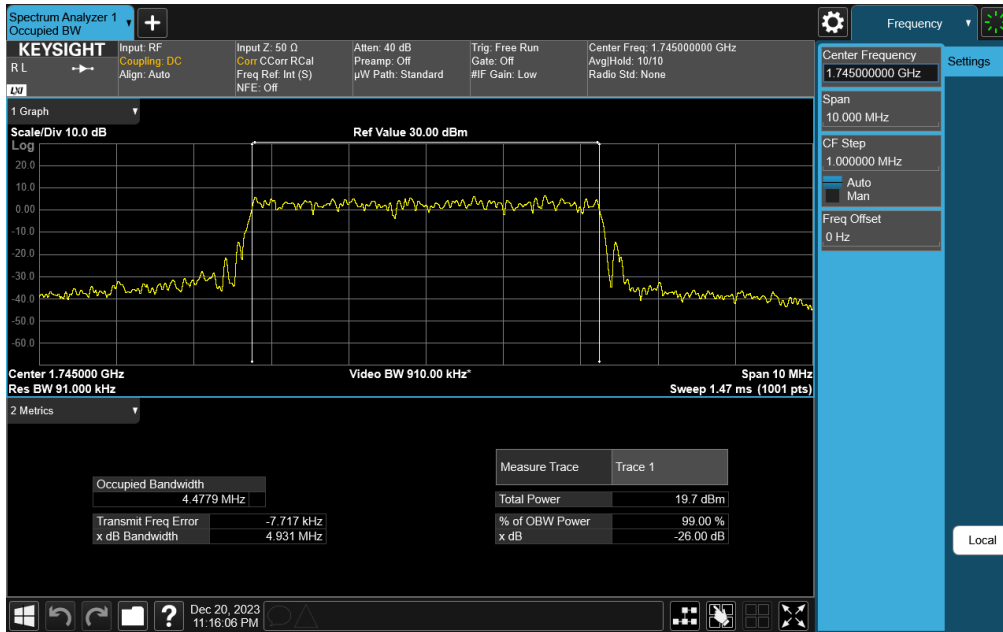 Spectrum Analyzer 1
Occupied BW
Frequency
KEYSIGHT
R L
LXI
Input: RF
Coupling: DC
Align: Auto
Input Z: 50 Ω
Corr CCorr RCal
Freq Ref: Int (S)
NFE: Off
Atten: 40 dB
Preamp: Off
µW Path: Standard
Trig: Free Run
Gate: Off
#IF Gain: Low
Center Freq: 1.745000000 GHz
Avg|Hold: 10/10
Radio Std: None
Center Frequency
1.745000000 GHz
Settings
Span
10.000 MHz
CF Step
1.000000 MHz
Auto
Man
Freq Offset
0 Hz
Local
1 Graph
Scale/Div 10.0 dB
Ref Value 30.00 dBm
Log
20.0
10.0
0.00
-10.0
-20.0
-30.0
-40.0
-50.0
-60.0
Center 1.745000 GHz
Video BW 910.00 kHz*
Span 10 MHz
Res BW 91.000 kHz
Sweep 1.47 ms (1001 pts)
2 Metrics
Occupied Bandwidth
4.4779 MHz
Transmit Freq Error -7.717 kHz
x dB Bandwidth 4.931 MHz
Measure Trace Trace 1
Total Power 19.7 dBm
% of OBW Power 99.00 %
x dB -26.00 dB
?
Dec 20, 2023
11:16:06 PM